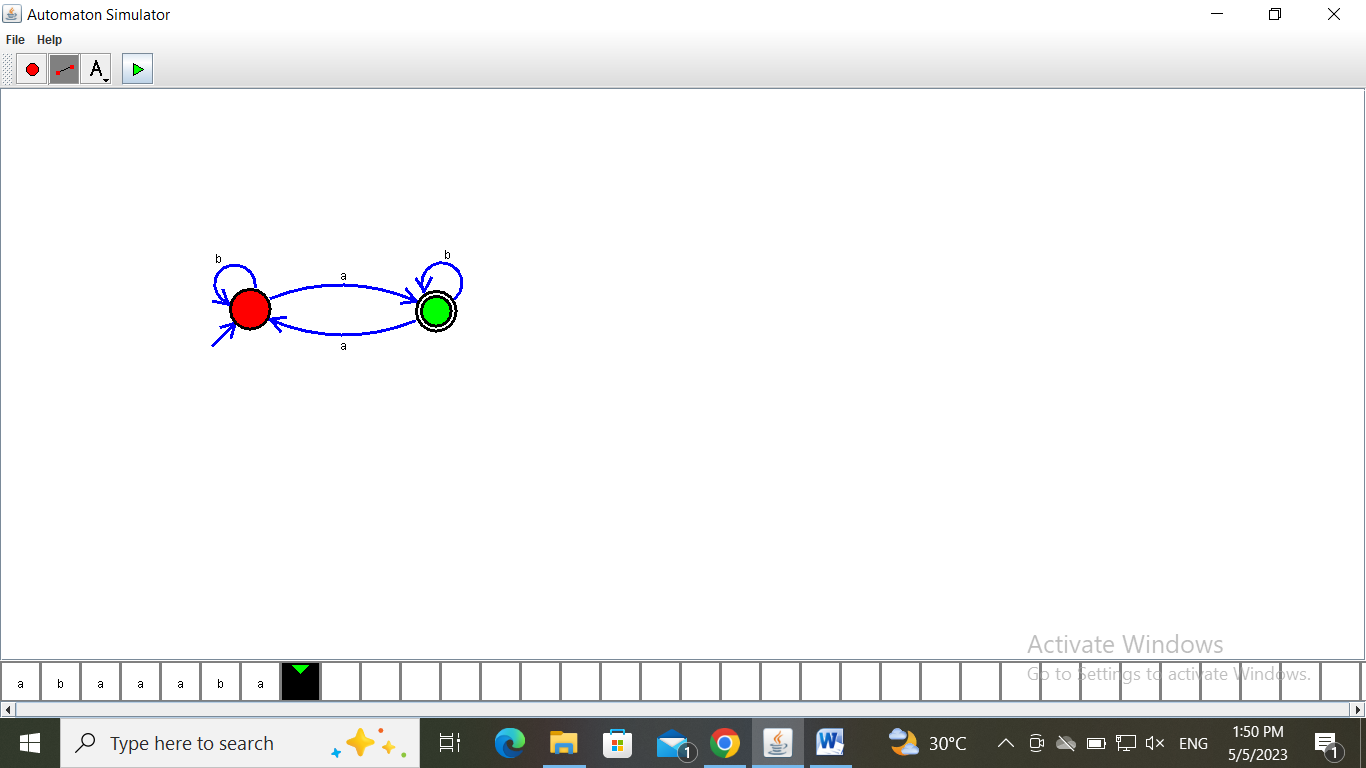 Automaton Simulator
File Help
A
b
a
b
a
Activate Windows
Go to Settings to activate Windows.
a b a a a b a
Type here to search
1
W
30°C
ENG
1:50 PM
5/5/2023
1